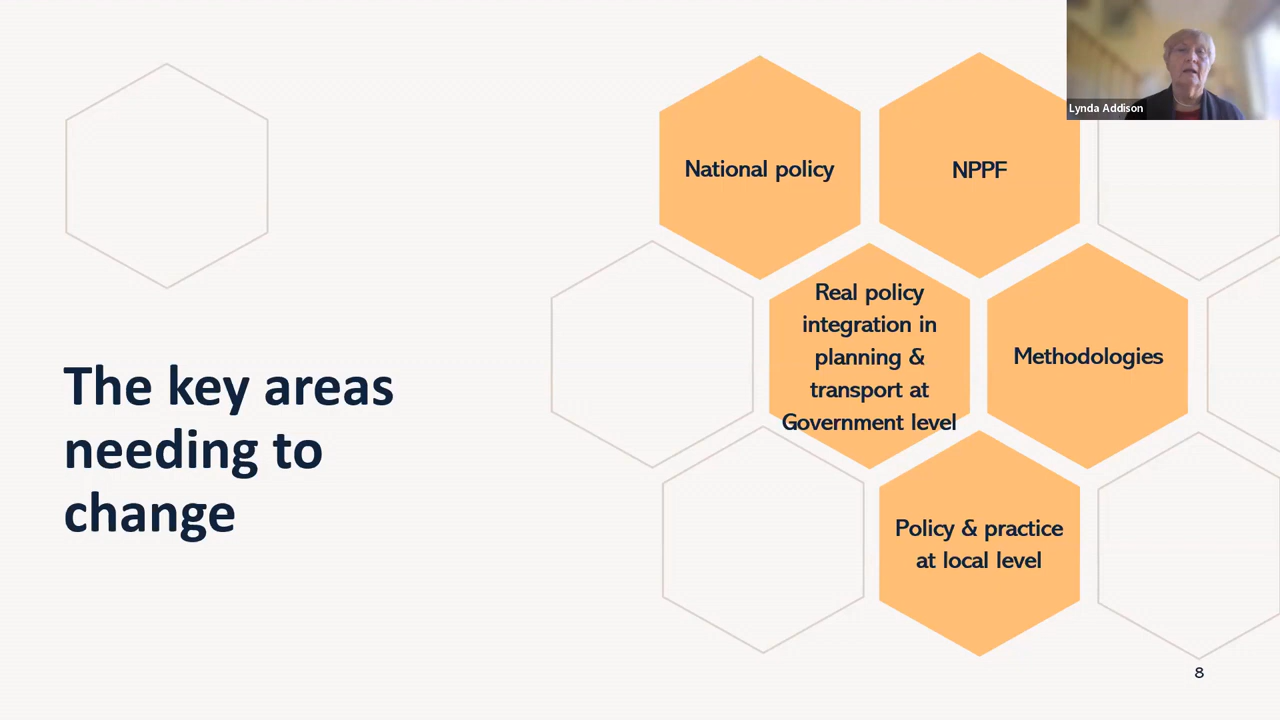 Lynda Addison
National policy
NPPF
Real policy
integration in
planning &
transport at
Government level
Methodologies
The key areas
needing to
change
Policy & practice
at local level
8